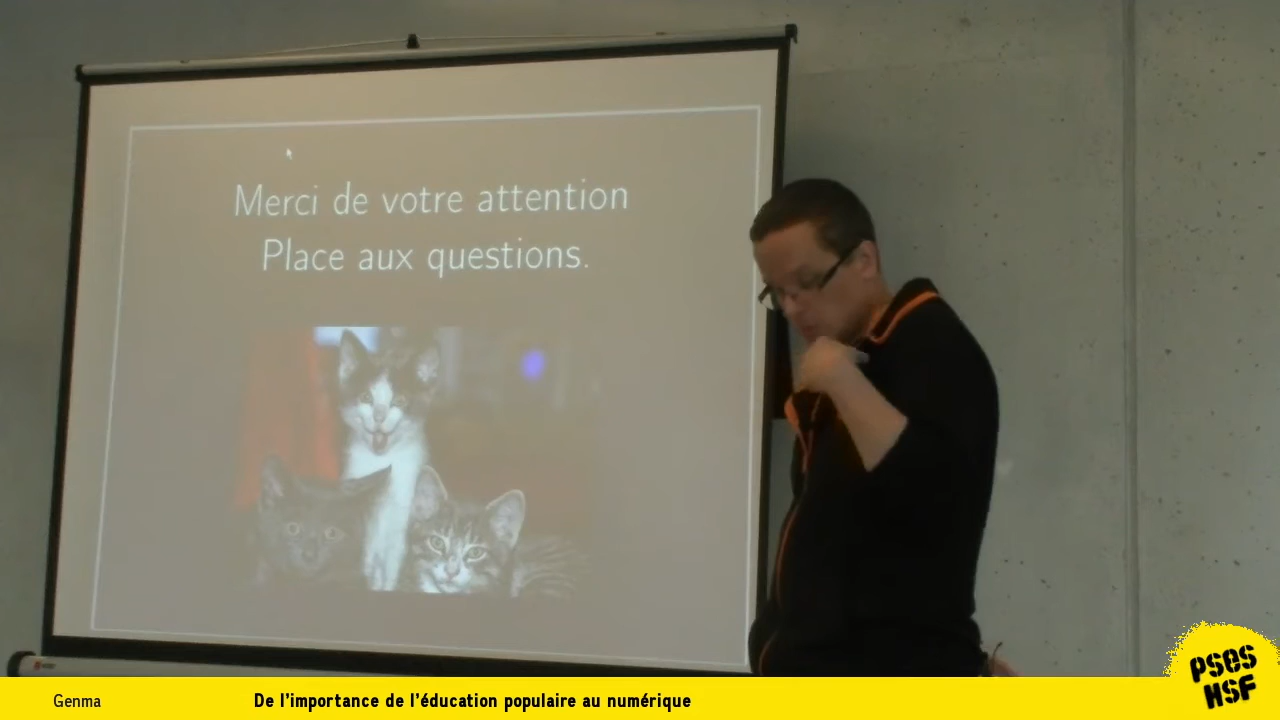 Merci de votre attention
Place aux questions.
Genma
De l'importance de l'éducation populaire au numérique
PSES
HSF